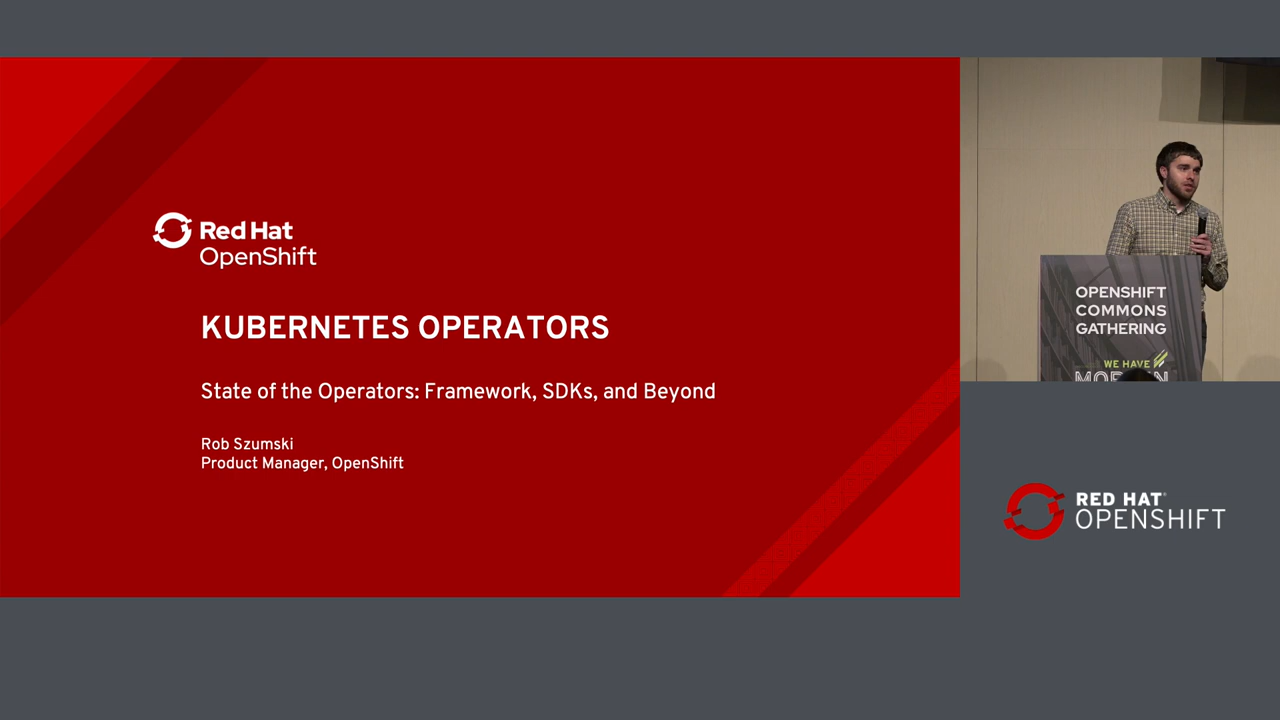 Red Hat
OpenShift
KUBERNETES OPERATORS
State of the Operators: Framework, SDKs, and Beyond
Rob Szumski
Product Manager, OpenShift
OPENSHIFT
COMMONS
GATHERING
WE HAVE
RED HAT®
OPENSHIFT